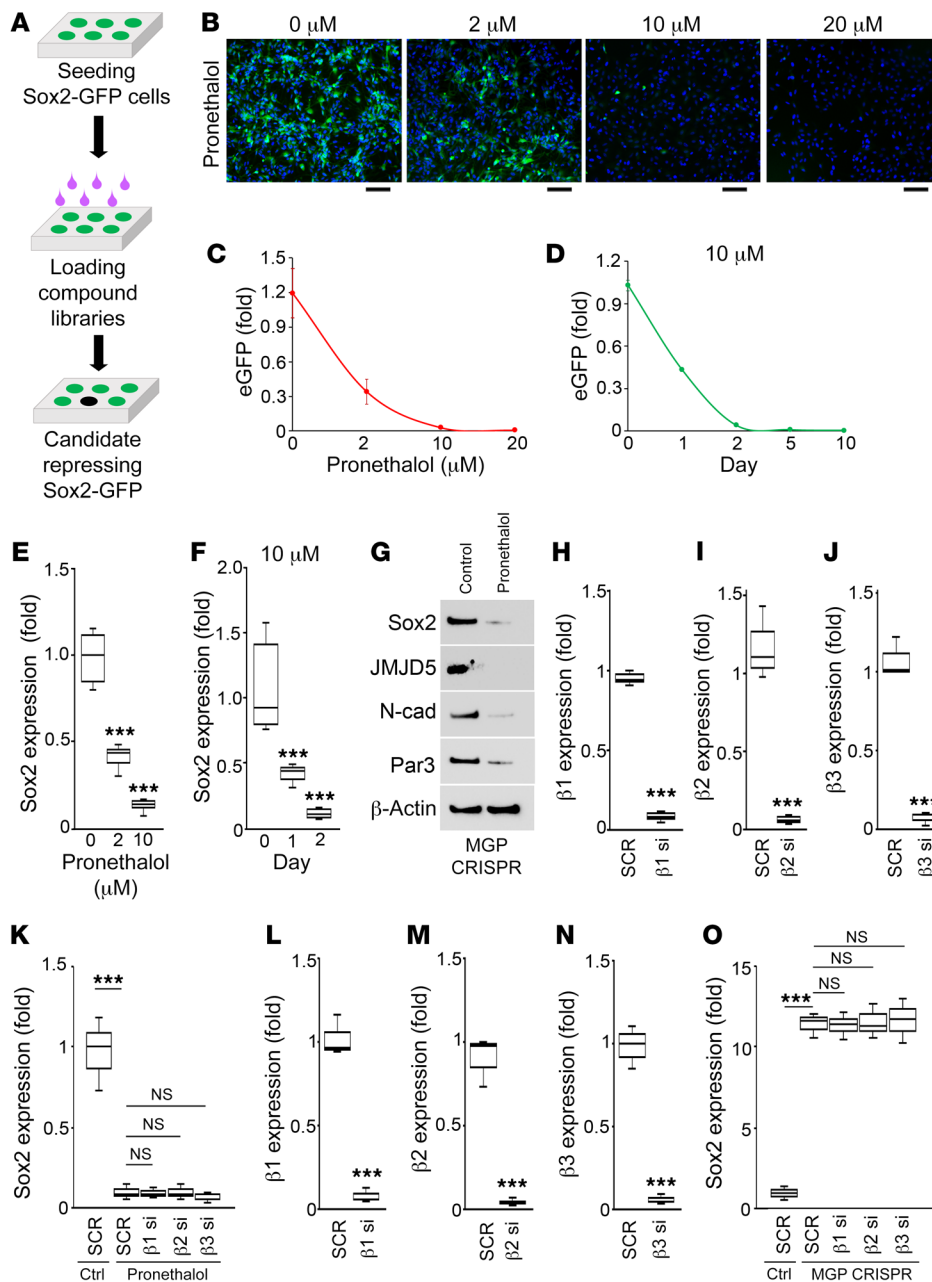 A
Seeding
Sox2-GFP cells
Loading
compound
libraries
Candidate
repressing
Sox2-GFP
B
0 μM
2 μM
10 μM
20 μM
Pronethalol
C
eGFP (fold)
1.5
1.2
0.9
0.6
0.3
0
0
2
10
20
Pronethalol (μM)
D
10 μM
eGFP (fold)
1.2
0.9
0.6
0.3
0
0
1
2
5
10
Day
E
Sox2 expression (fold)
1.5
1
0.5
0
***
***
0
2
10
Pronethalol
(μM)
F
10 μM
Sox2 expression (fold)
2.0
1.5
1.0
0.5
0
***
***
0
1
2
Day
G
Control
Pronethalol
Sox2
JMJD5
N-cad
Par3
β-Actin
MGP
CRISPR
H
β1 expression (fold)
1.5
1
0.5
0
***
SCR
β1 si
I
β2 expression (fold)
1.5
1
0.5
0
***
SCR
β2 si
J
β3 expression (fold)
1.5
1
0.5
0
***
SCR
β3 si
K
Sox2 expression (fold)
1.5
1
0.5
0
***
NS
NS
NS
SCR
SCR
β1 si
β2 si
β3 si
Ctrl
Pronethalol
L
β1 expression (fold)
1.5
1
0.5
0
***
SCR
β1 si
M
β2 expression (fold)
1.5
1
0.5
0
***
SCR
β2 si
N
β3 expression (fold)
1.5
1
0.5
0
***
SCR
β3 si
O
Sox2 expression (fold)
15
10
5
0
***
NS
NS
NS
SCR
SCR
β1 si
β2 si
β3 si
Ctrl
MGP CRISPR